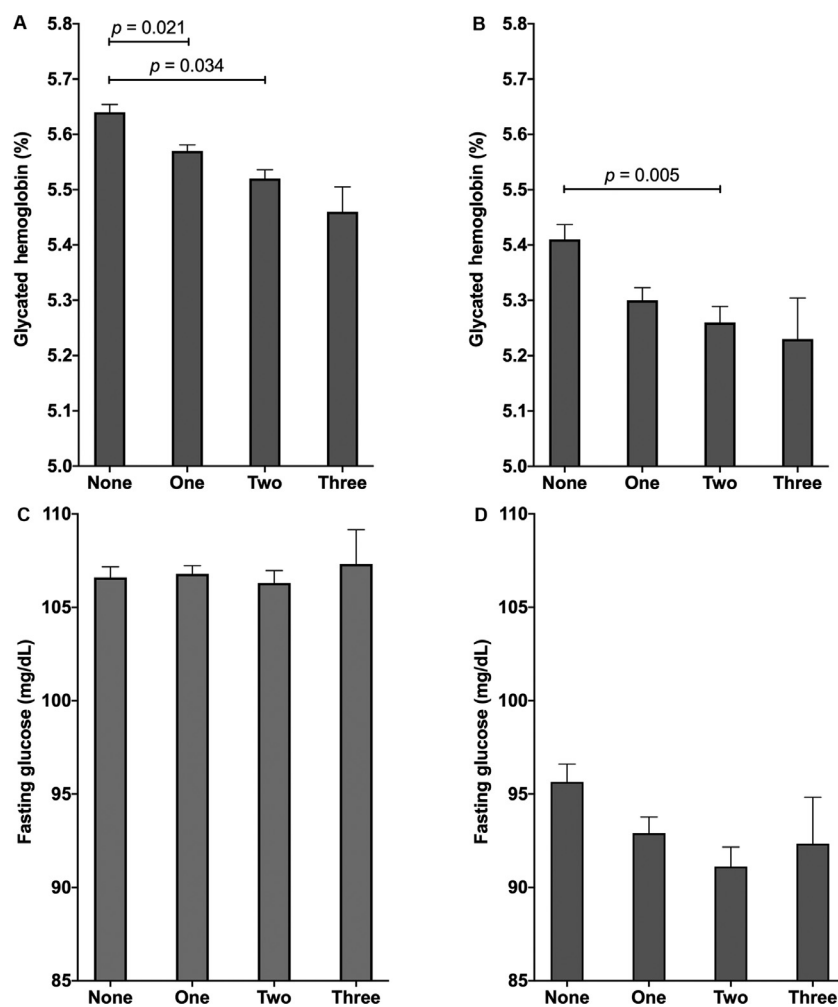 A
Glycated hemoglobin (%)
5.8
5.7
5.6
5.5
5.4
5.3
5.2
5.1
5.0
p = 0.021
p = 0.034
None One Two Three
B
Glycated hemoglobin (%)
5.8
5.7
5.6
5.5
5.4
5.3
5.2
5.1
5.0
p = 0.005
None One Two Three
C
Fasting glucose (mg/dL)
110
105
100
95
90
85
None One Two Three
D
Fasting glucose (mg/dL)
110
105
100
95
90
85
None One Two Three